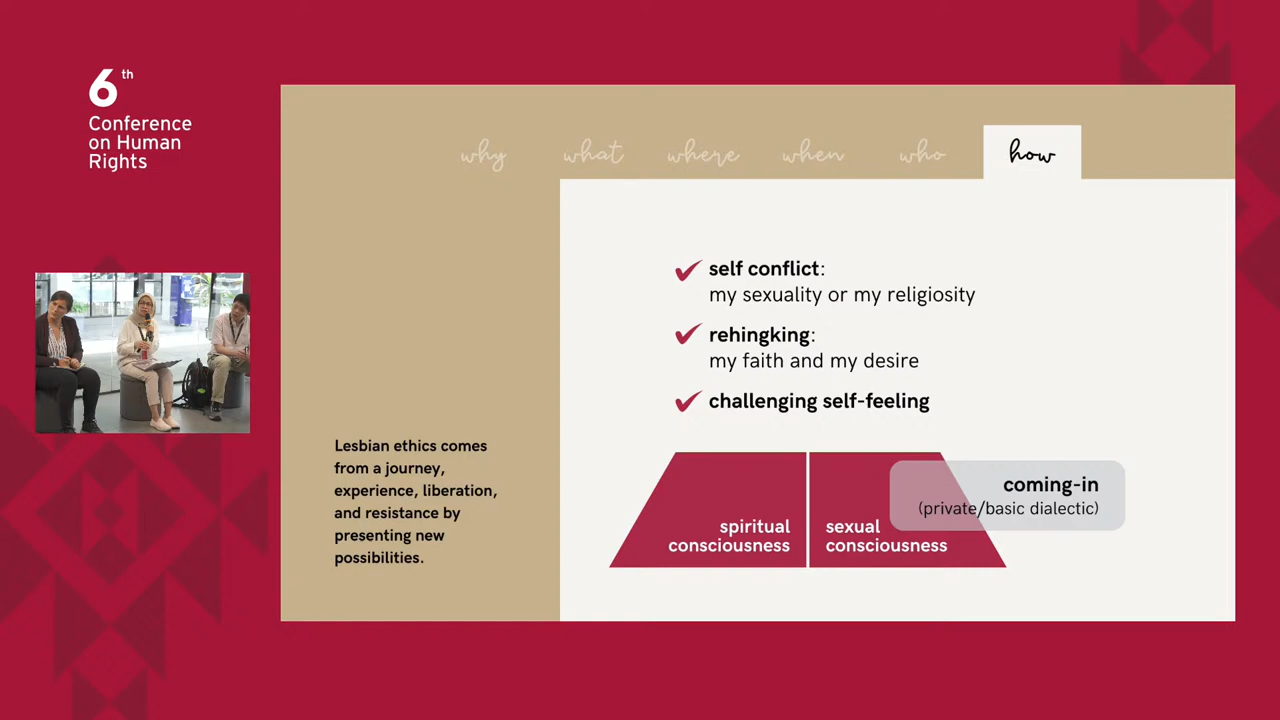 6th
Conference
on Human
Rights
why what where when who how
self conflict:
my sexuality or my religiosity
rehingking:
my faith and my desire
challenging self-feeling
Lesbian ethics comes
from a journey,
experience, liberation,
and resistance by
presenting new
possibilities.
spiritual
consciousness
sexual
consciousness
coming-in
(private/basic dialectic)